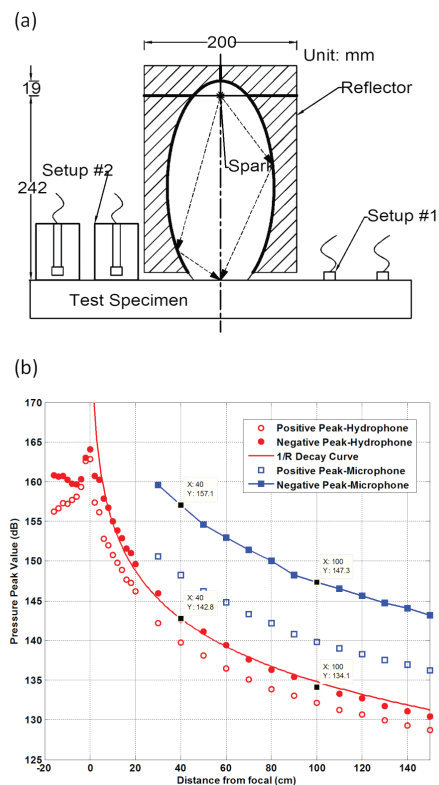 (a)
200
Unit: mm
19
Reflector
Spark
Setup #2
242
Setup #1
Test Specimen
(b)
170
165
160
155
150
145
140
135
130
125
Pressure Peak Value (dB)
Positive Peak-Hydrophone
Negative Peak-Hydrophone
1/R Decay Curve
Positive Peak-Microphone
Negative Peak-Microphone
X: 40
Y: 157.1
X: 100
Y: 147.3
X: 40
Y: 142.8
X: 100
Y: 134.1
-20 0 20 40 60 80 100 120 140
Distance from focal (cm)